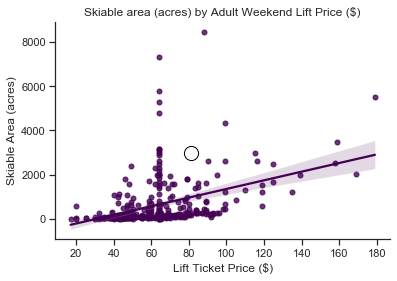 Skiable area (acres) by Adult Weekend Lift Price ($)
8000
6000
4000
2000
0
Skiable Area (acres)
20 40 60 80 100 120 140 160 180
Lift Ticket Price ($)